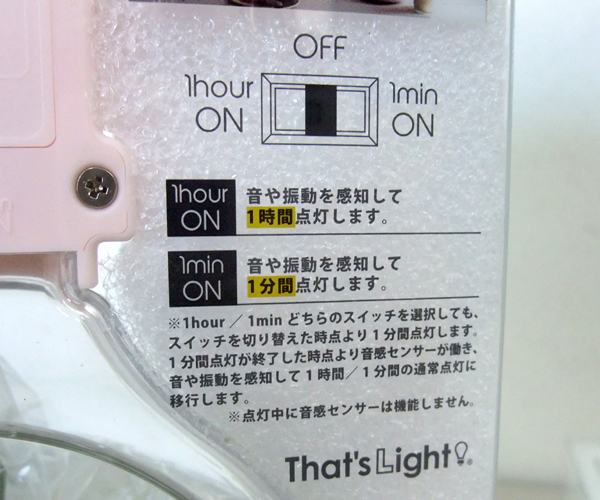 OFF
1hour
ON
1min
ON
1hour
ON
音や振動を感知して
1時間点灯します。
1min
ON
音や振動を感知して
1分間点灯します。
※1hour ／ 1min どちらのスイッチを選択しても、
スイッチを切り替えた時点より1分間点灯します。
1分間点灯が終了した時点より音感センサーが働き、
音や振動を感知して1時間／1分間の通常点灯に
移行します。
※点灯中に音感センサーは機能しません。
That's Light®